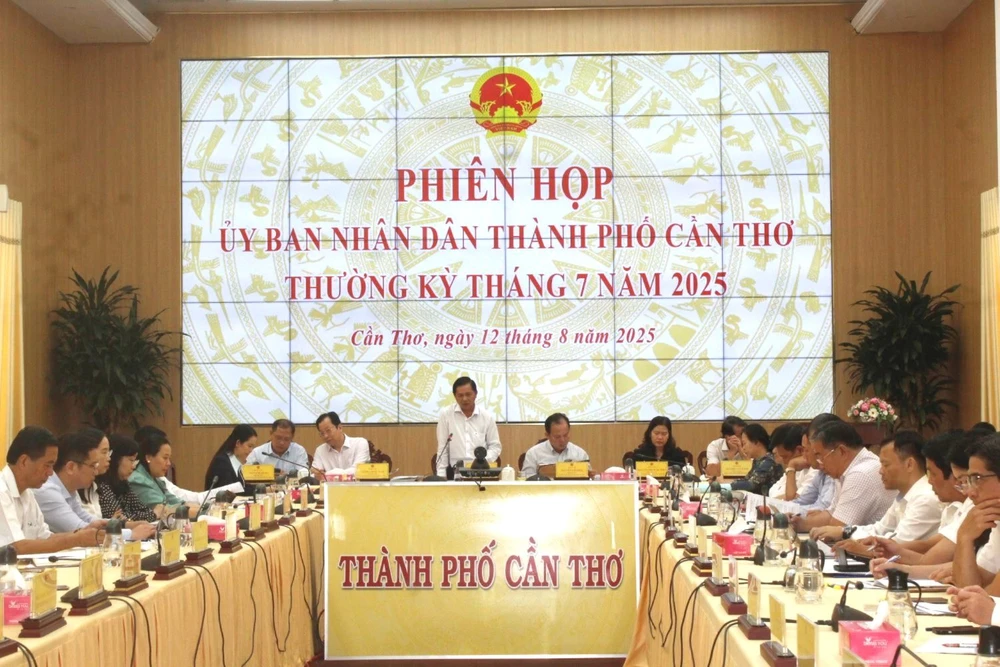 PHIÊN HỌP
ỦY BAN NHÂN DÂN THÀNH PHỐ CẦN THƠ
THƯỜNG KỲ THÁNG 7 NĂM 2025
Cần Thơ, ngày 12 tháng 8 năm 2025
THÀNH PHỐ CẦN THƠ